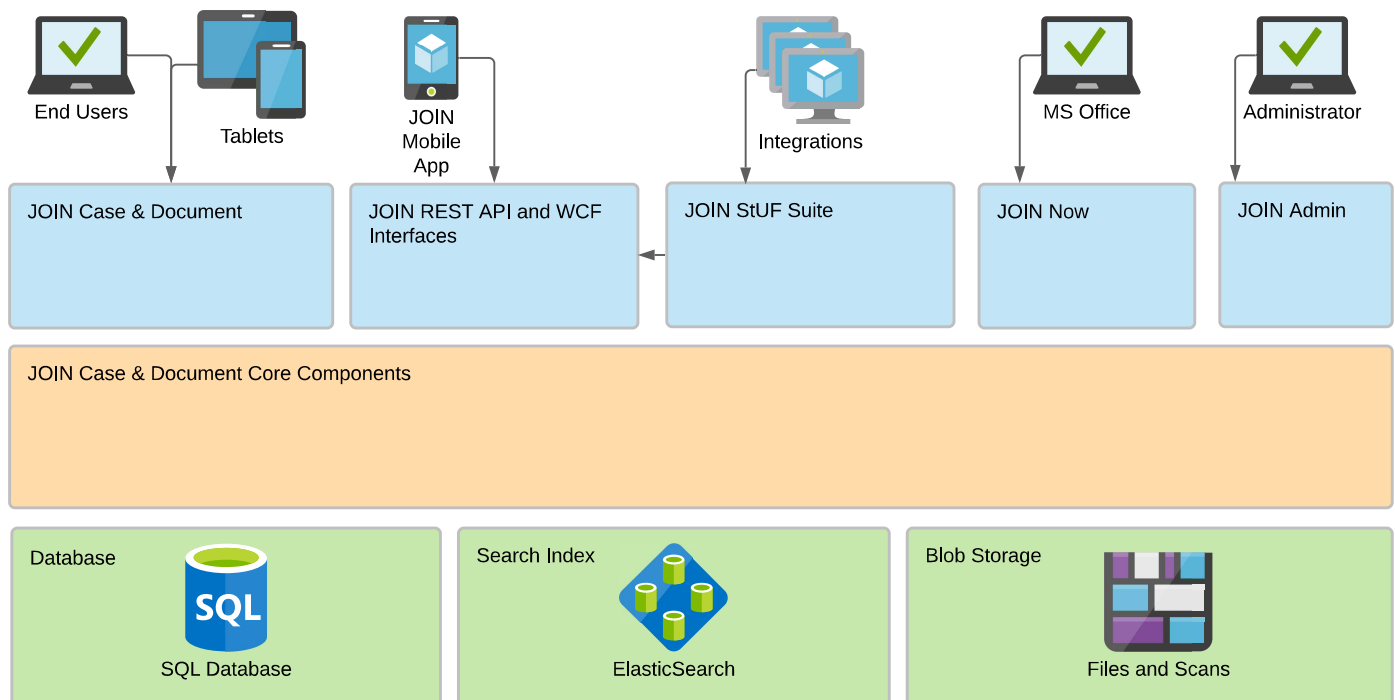 End Users
Tablets
JOIN
Mobile
App
Integrations
MS Office
Administrator
JOIN Case & Document
JOIN REST API and WCF
Interfaces
JOIN StUF Suite
JOIN Now
JOIN Admin
JOIN Case & Document Core Components
Database
SQL
SQL Database
Search Index
ElasticSearch
Blob Storage
Files and Scans